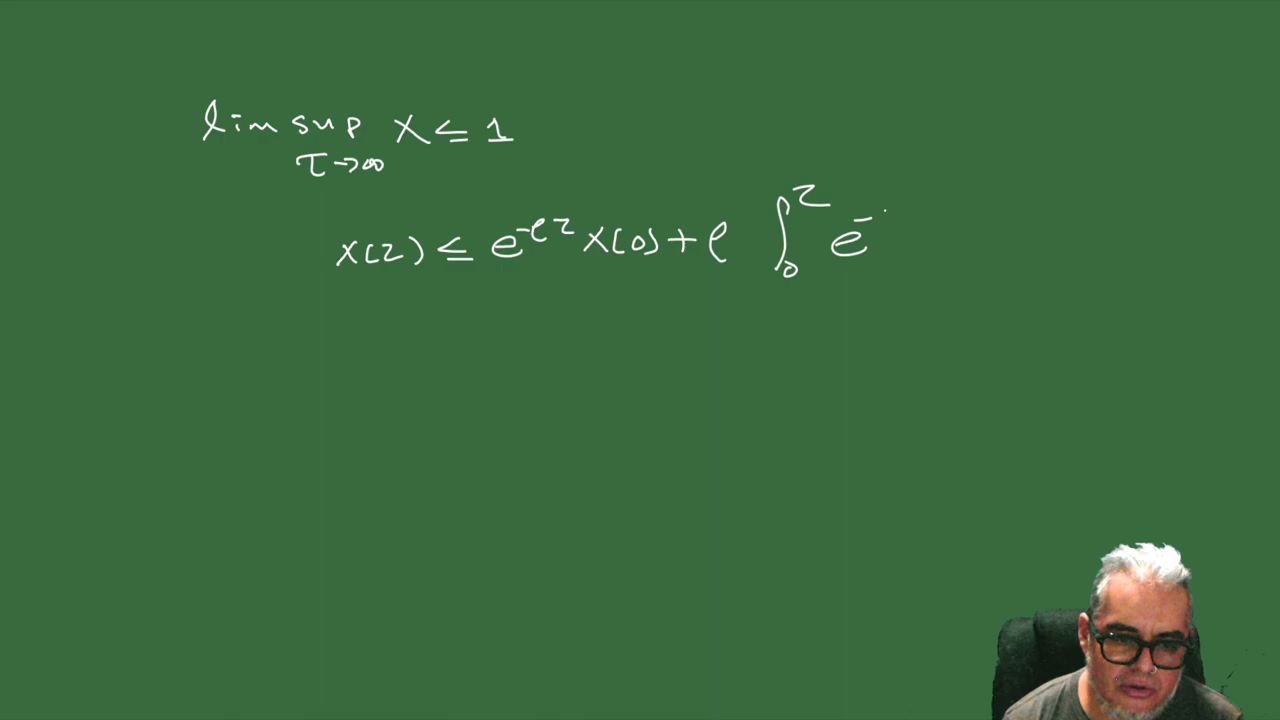 lim sup x ≤ 1
τ→∞
x(τ) ≤ e^{-ρτ} x(0) + ρ ∫_0^τ e^-